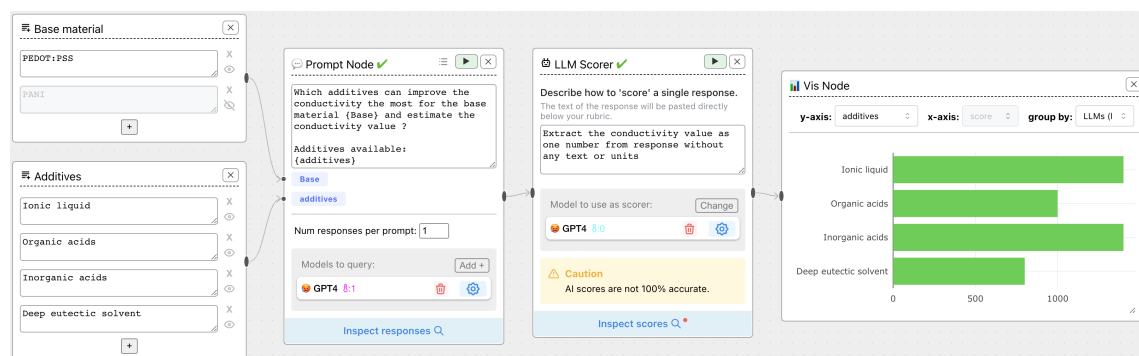 Base material
X
PEDOT:PSS
X
PANI
X
+
Additives
X
Ionic liquid
X
Organic acids
X
Inorganic acids
X
Deep eutectic solvent
X
+
Prompt Node
X
Which additives can improve the
conductivity the most for the base
material {Base} and estimate the
conductivity value ?
Additives available:
{additives}
Base
additives
Num responses per prompt: 1
Models to query: Add +
GPT4 :1
Inspect responses
LLM Scorer
X
Describe how to 'score' a single response.
The text of the response will be pasted directly
below your rubric.
Extract the conductivity value as
one number from response without
any text or units
Model to use as scorer: Change
GPT4 :0
Caution
AI scores are not 100% accurate.
Inspect scores
Vis Node
X
y-axis: additives x-axis: score group by: LLMs (l
Ionic liquid
Organic acids
Inorganic acids
Deep eutectic solvent
0 500 1000